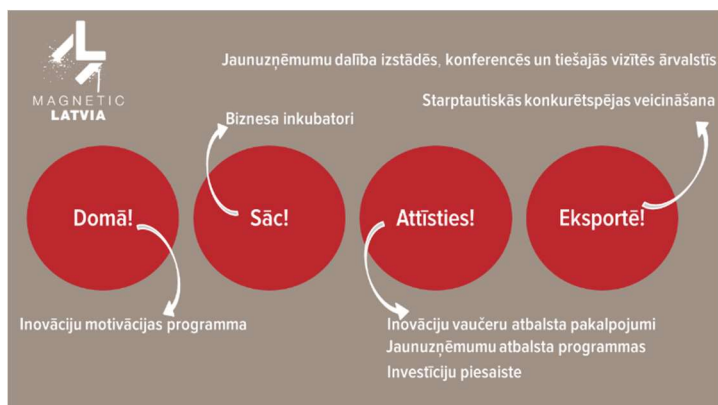 MAGNETIC
LATVIA
Jaunuzņēmumu dalība izstādēs, konferencēs un tiešajās vizītēs ārvalstīs
Starptautiskās konkurētspējas veicināšana
Biznesa inkubatori
Domā!
Sāc!
Attīsties!
Eksportē!
Inovāciju motivācijas programma
Inovāciju vaučeru atbalsta pakalpojumi
Jaunuzņēmumu atbalsta programmas
Investīciju piesaiste